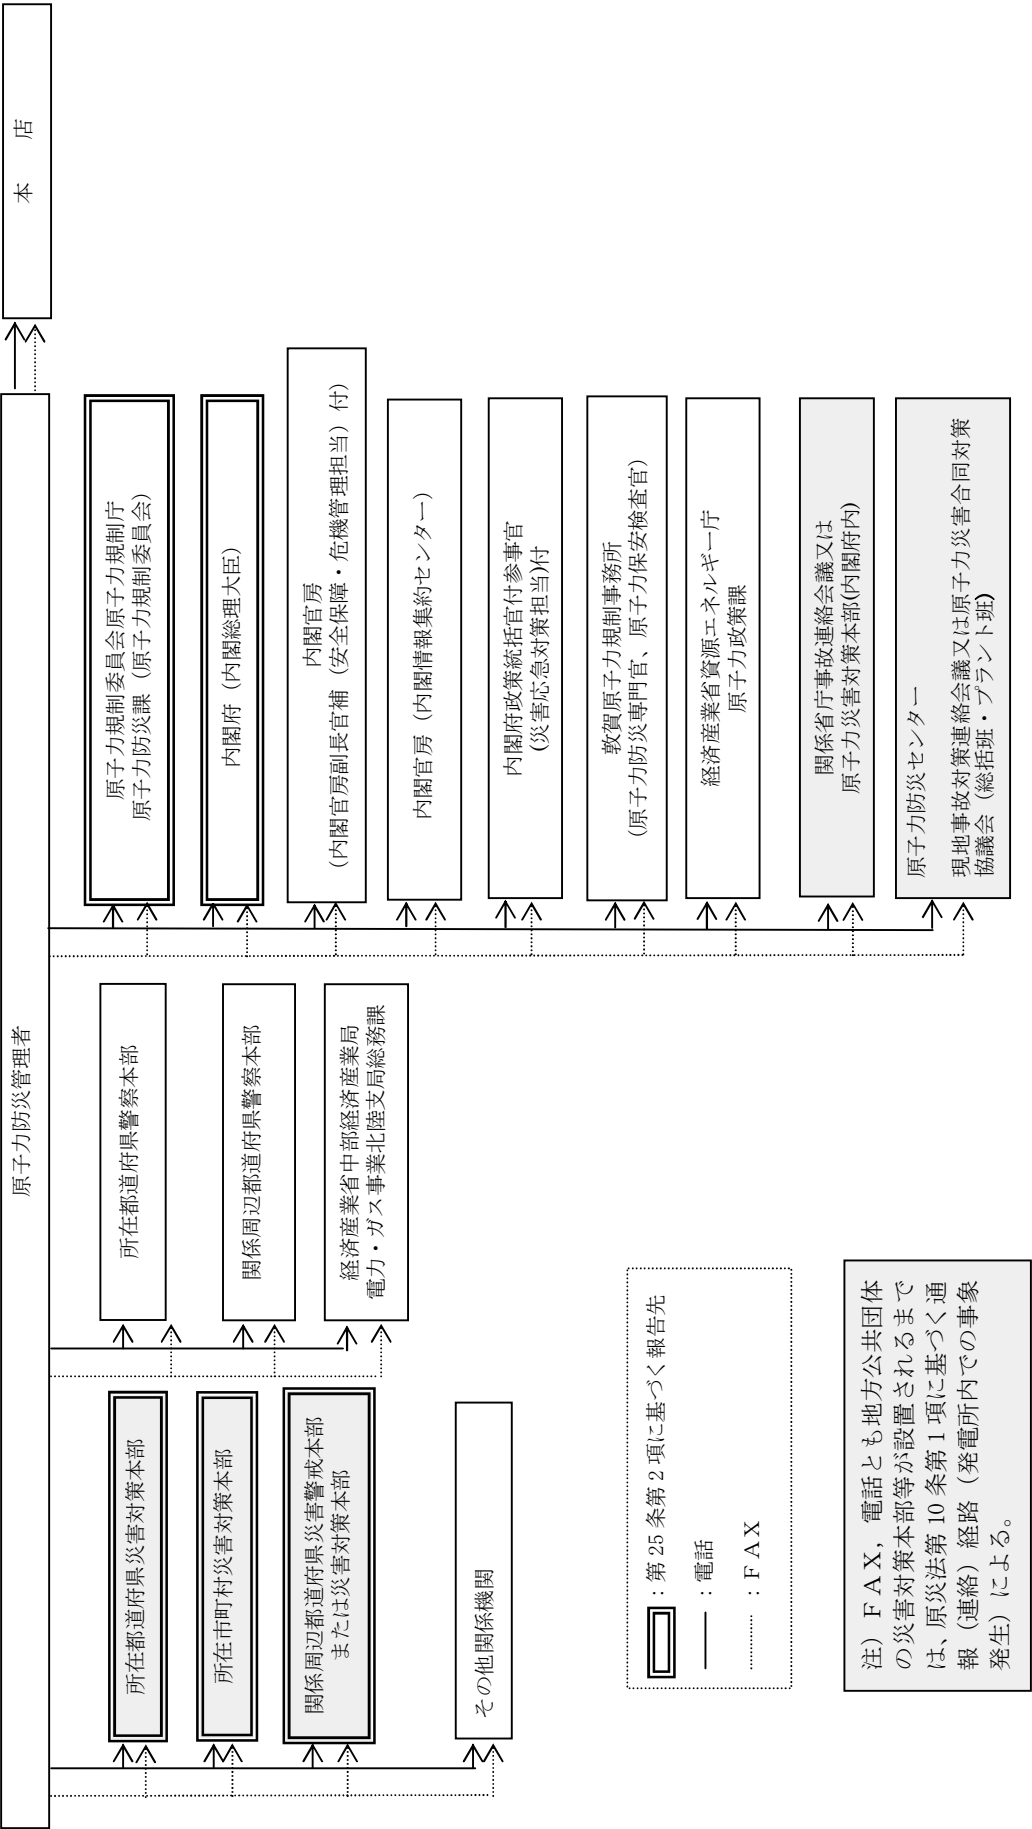 原子力防災管理者
本　　店
所在都道府県災害対策本部
所在市町村災害対策本部
関係周辺都道府県災害警戒本部
または災害対策本部
その他関係機関
所在都道府県警察本部
関係周辺都道府県警察本部
経済産業省中部経済産業局
電力・ガス事業北陸支局総務課
原子力規制委員会原子力規制庁
原子力防災課（原子力規制委員会）
内閣府（内閣総理大臣）
内閣官房
（内閣官房副長官補（安全保障・危機管理担当）付）
内閣官房（内閣情報集約センター）
内閣府政策統括官付参事官
(災害応急対策担当)付
敦賀原子力規制事務所
（原子力防災専門官、原子力保安検査官）
経済産業省資源エネルギー庁
原子力政策課
関係省庁事故連絡会議又は
原子力災害対策本部(内閣府内)
原子力防災センター
現地事故対策連絡会議又は原子力災害合同対策
協議会（総括班・プラント班)
：第 25 条第 2 項に基づく報告先
：電話
：ＦＡＸ
注）ＦＡＸ，電話とも地方公共団体
の災害対策本部等が設置されるまで
は、原災法第 10 条第 1 項に基づく通
報（連絡）経路（発電所内での事象
発生）による。